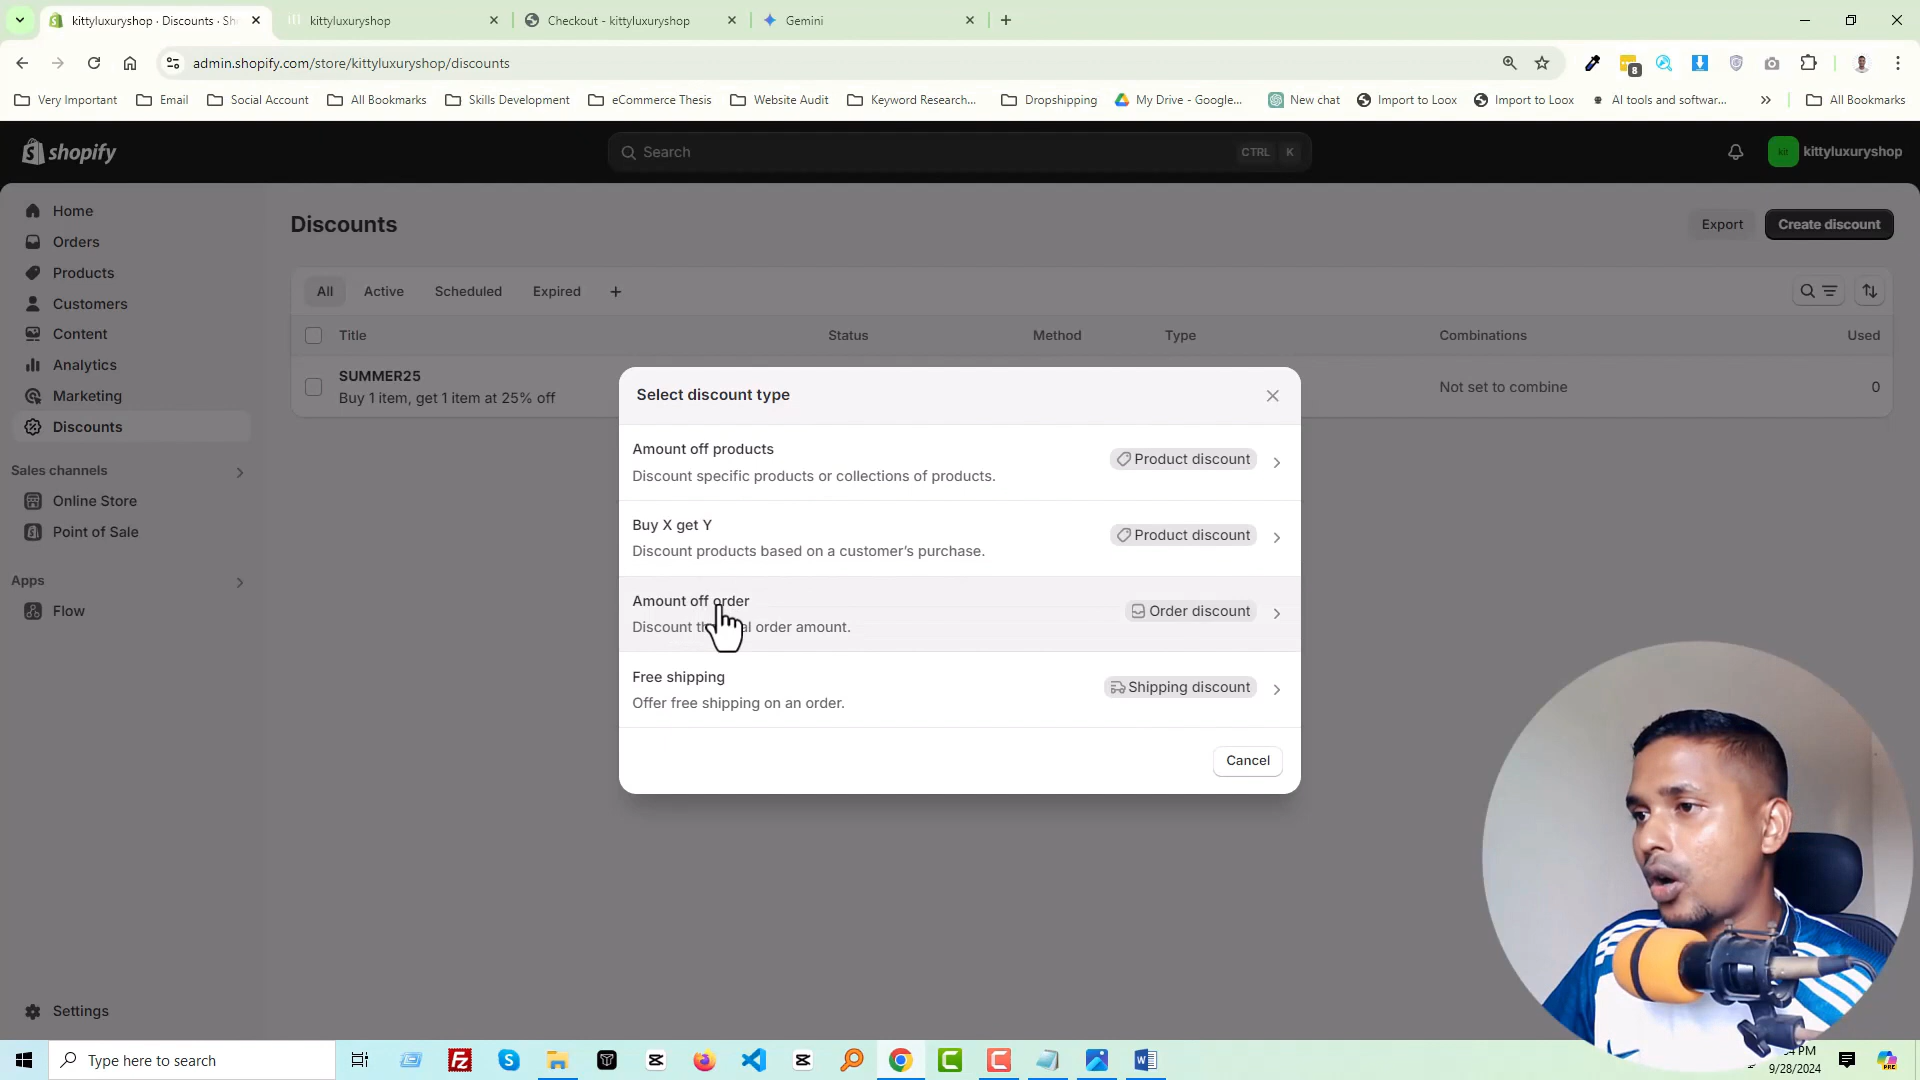 kittyluxuryshop · Discounts · Sh
kittyluxuryshop
Checkout - kittyluxuryshop
Gemini
admin.shopify.com/store/kittyluxuryshop/discounts
8
Very Important
Email
Social Account
All Bookmarks
Skills Development
eCommerce Thesis
Website Audit
Keyword Research...
Dropshipping
My Drive - Google...
New chat
Import to Loox
Import to Loox
AI tools and softwar...
All Bookmarks
shopify
Search
CTRL K
kit
kittyluxuryshop
Home
Orders
Products
Customers
Content
Analytics
Marketing
Discounts
Sales channels
Online Store
Point of Sale
Apps
Flow
Settings
Discounts
Export
Create discount
All
Active
Scheduled
Expired
Title
Status
Method
Type
Combinations
Used
SUMMER25
Buy 1 item, get 1 item at 25% off
Not set to combine
0
Select discount type
Amount off products
Discount specific products or collections of products.
Product discount
Buy X get Y
Discount products based on a customer's purchase.
Product discount
Amount off order
Order discount
Discount order amount.
Free shipping
Offer free shipping on an order.
Shipping discount
Cancel
Type here to search
PM
9/28/2024